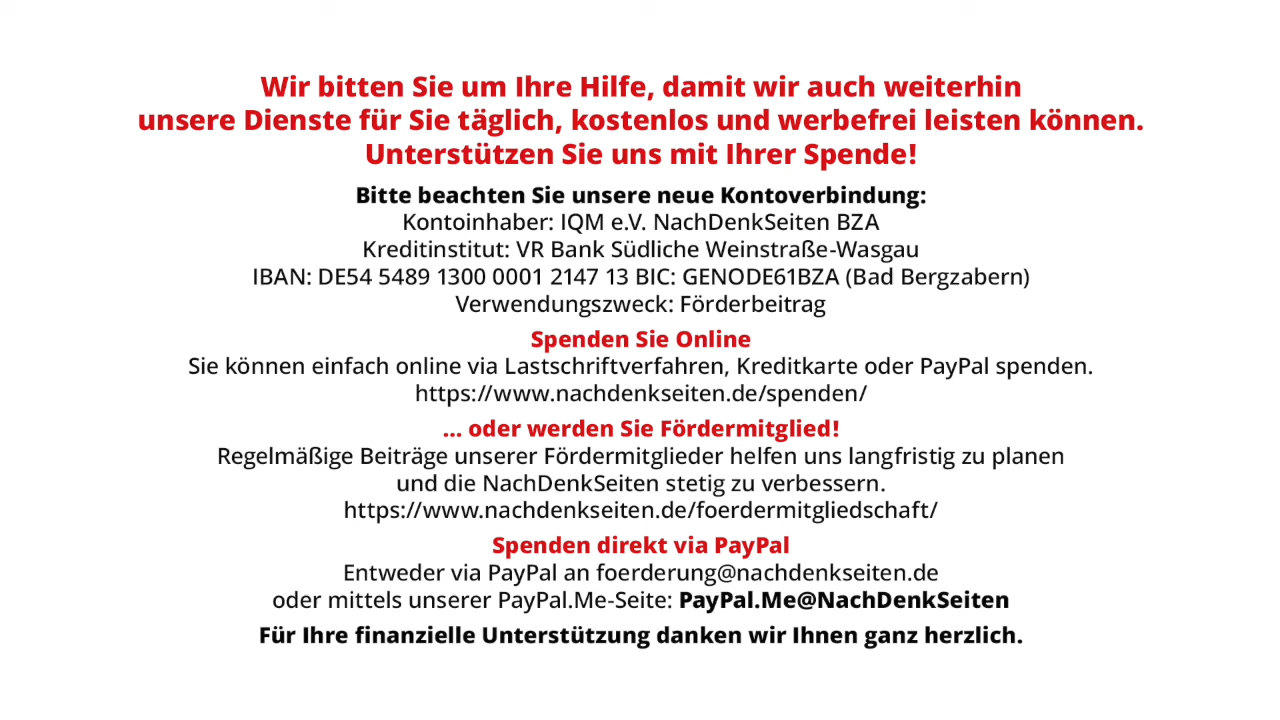 Wir bitten Sie um Ihre Hilfe, damit wir auch weiterhin
unsere Dienste für Sie täglich, kostenlos und werbefrei leisten können.
Unterstützen Sie uns mit Ihrer Spende!
Bitte beachten Sie unsere neue Kontoverbindung:
Kontoinhaber: IQM e.V. NachDenkSeiten BZA
Kreditinstitut: VR Bank Südliche Weinstraße-Wasgau
IBAN: DE54 5489 1300 0001 2147 13 BIC: GENODE61BZA (Bad Bergzabern)
Verwendungszweck: Förderbeitrag
Spenden Sie Online
Sie können einfach online via Lastschriftverfahren, Kreditkarte oder PayPal spenden.
https://www.nachdenkseiten.de/spenden/
... oder werden Sie Fördermitglied!
Regelmäßige Beiträge unserer Fördermitglieder helfen uns langfristig zu planen
und die NachDenkSeiten stetig zu verbessern.
https://www.nachdenkseiten.de/foerdermitgliedschaft/
Spenden direkt via PayPal
Entweder via PayPal an foerderung@nachdenkseiten.de
oder mittels unserer PayPal.Me-Seite: PayPal.Me@NachDenkSeiten
Für Ihre finanzielle Unterstützung danken wir Ihnen ganz herzlich.